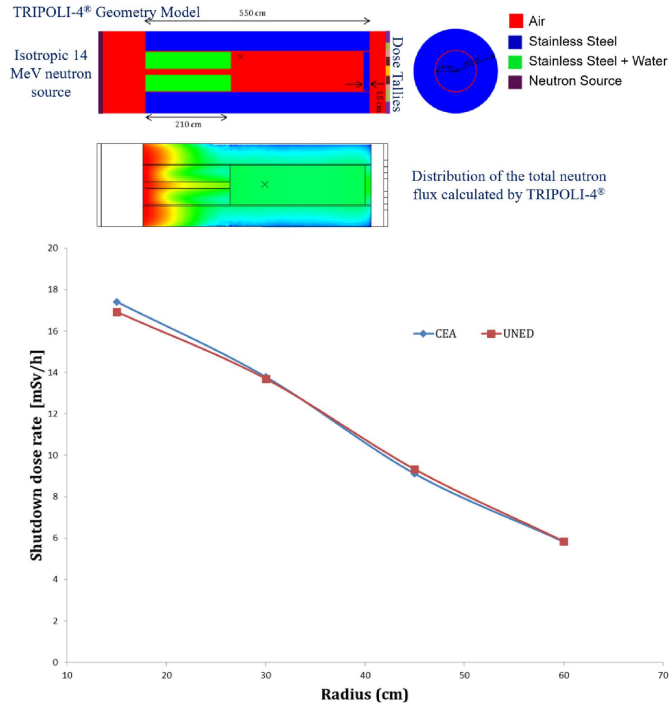 TRIPOLI-4® Geometry Model
550 cm
Isotropic 14
MeV neutron
source
Dose Tallies
15 cm
210 cm
Air
Stainless Steel
Stainless Steel + Water
Neutron Source
Distribution of the total neutron
flux calculated by TRIPOLI-4®
Shutdown dose rate [mSv/h]
20
18
16
14
12
10
8
6
4
2
0
CEA
UNED
10
20
30
40
50
60
70
Radius (cm)